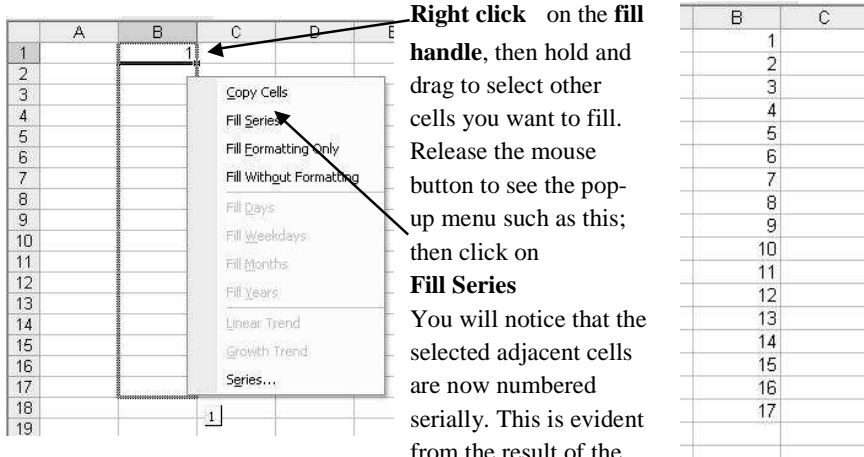 A B C D E
1 1
2
3
4
5
6
7
8
9
10
11
12
13
14
15
16
17
18
19
Copy Cells
Fill Series
Fill Formatting Only
Fill Without Formatting
Fill Days
Fill Weekdays
Fill Months
Fill Years
Linear Trend
Growth Trend
Series...
1
Right click on the fill
handle, then hold and
drag to select other
cells you want to fill.
Release the mouse
button to see the pop-
up menu such as this;
then click on
Fill Series
You will notice that the
selected adjacent cells
are now numbered
serially. This is evident
from the result of the
B C
1
2
3
4
5
6
7
8
9
10
11
12
13
14
15
16
17